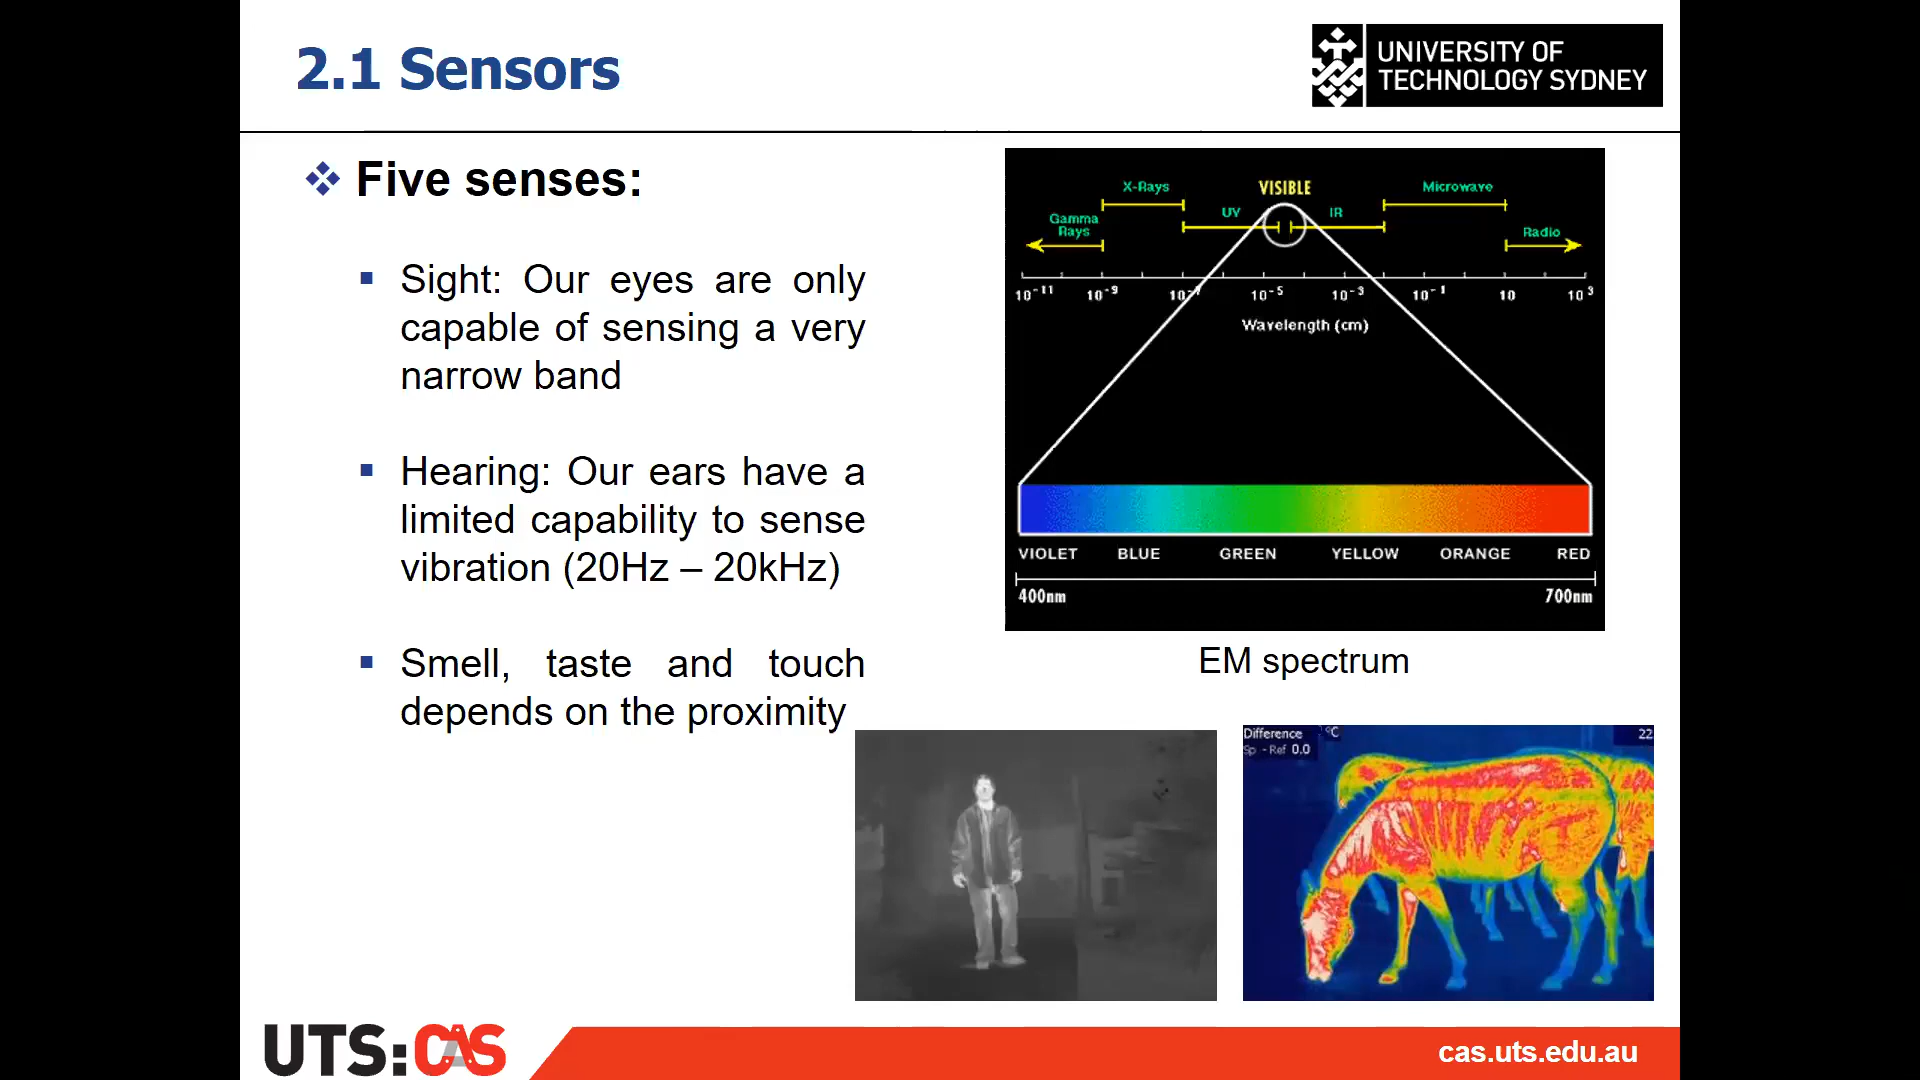 2.1 Sensors
UNIVERSITY OF
TECHNOLOGY SYDNEY
Five senses:
Sight: Our eyes are only
capable of sensing a very
narrow band
Hearing: Our ears have a
limited capability to sense
vibration (20Hz – 20kHz)
Smell, taste and touch
depends on the proximity
X-Rays
VISIBLE
Microwave
UV
IR
Gamma
Rays
Radio
10⁻¹¹ 10⁻⁹ 10⁻⁷ 10⁻⁵ 10⁻³ 10⁻¹ 10 10³
Wavelength (cm)
VIOLET BLUE GREEN YELLOW ORANGE RED
400nm 700nm
EM spectrum
Difference °C 22
Sp - Ref 0.0
UTS:CAS
cas.uts.edu.au